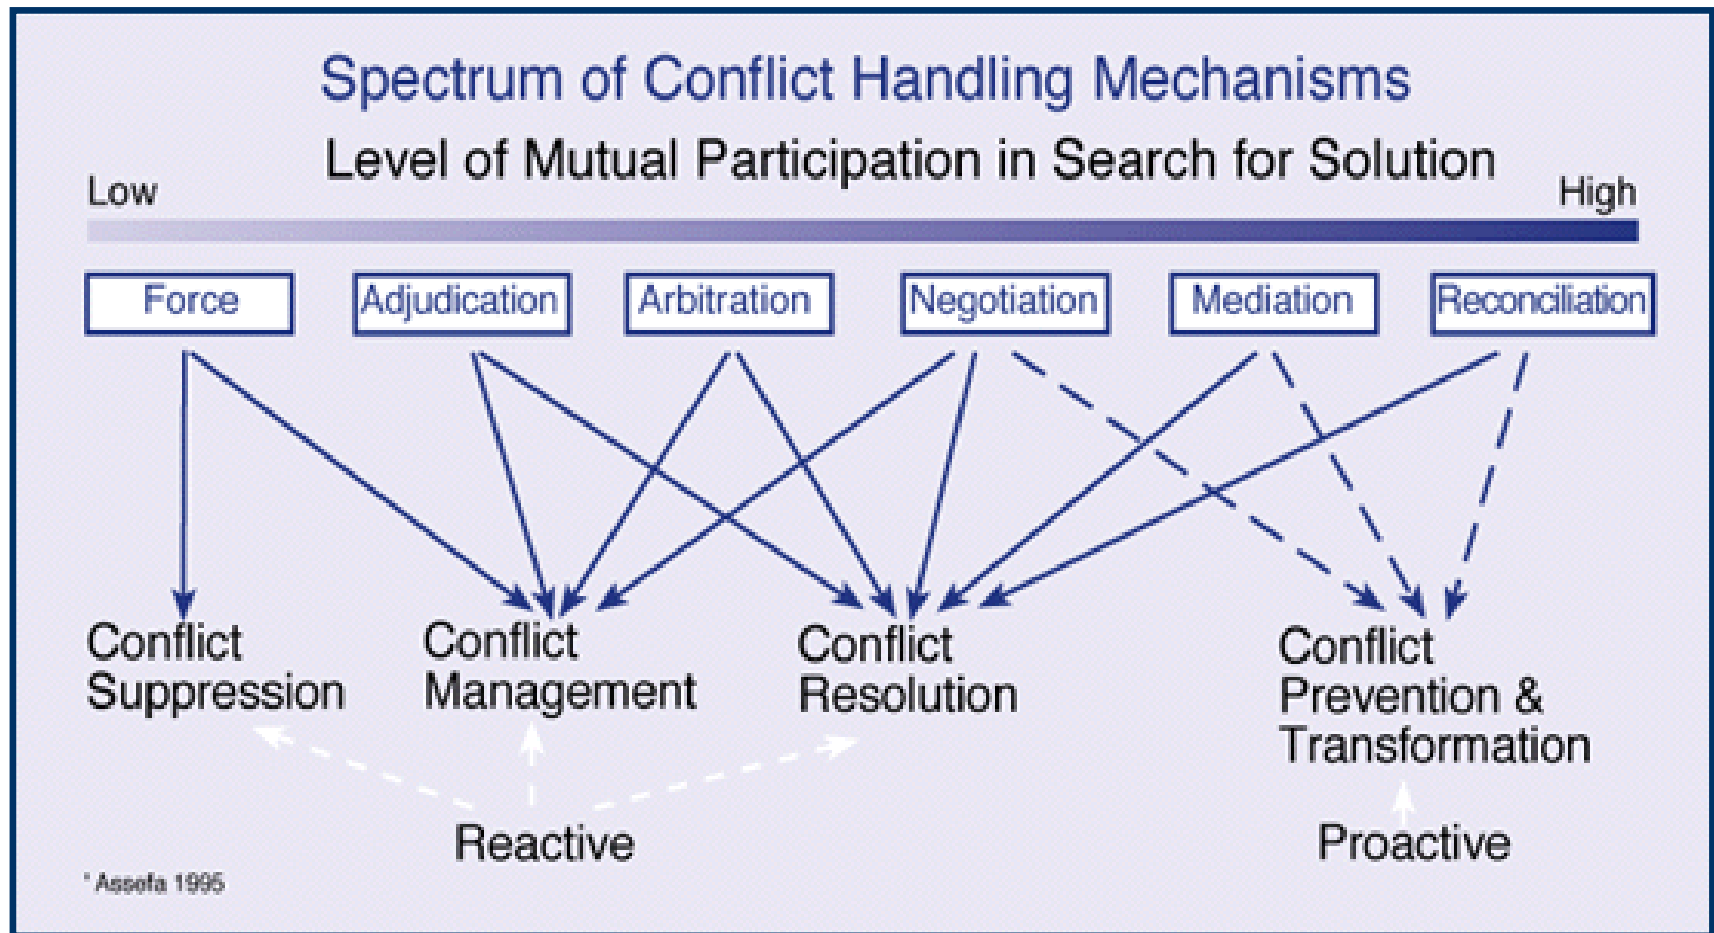 Spectrum of Conflict Handling Mechanisms
Level of Mutual Participation in Search for Solution
Low
High
Force
Adjudication
Arbitration
Negotiation
Mediation
Reconciliation
Conflict
Suppression
Conflict
Management
Conflict
Resolution
Conflict
Prevention &
Transformation
Reactive
Proactive
* Assefa 1995